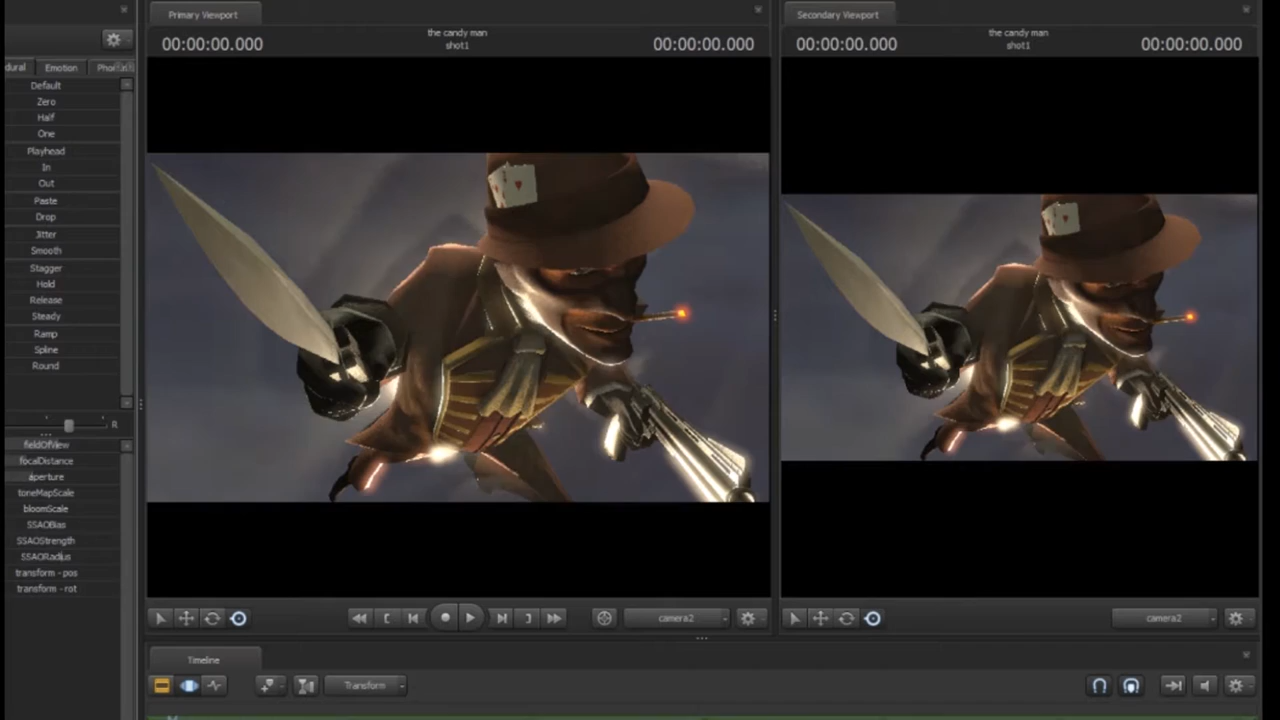 Primary Viewport
Secondary Viewport
00:00:00.000
the candy man
shot1
00:00:00.000
00:00:00.000
the candy man
shot1
00:00:00.000
dural
Emotion
Default
Zero
Half
One
Playhead
In
Out
Paste
Drop
Jitter
Smooth
Stagger
Hold
Release
Steady
Ramp
Spline
Round
R
fieldOfView
focalDistance
aperture
toneMapScale
bloomScale
SSAOBias
SSAOStrength
SSAORadius
transform - pos
transform - rot
camera2
camera2
Timeline
Transform